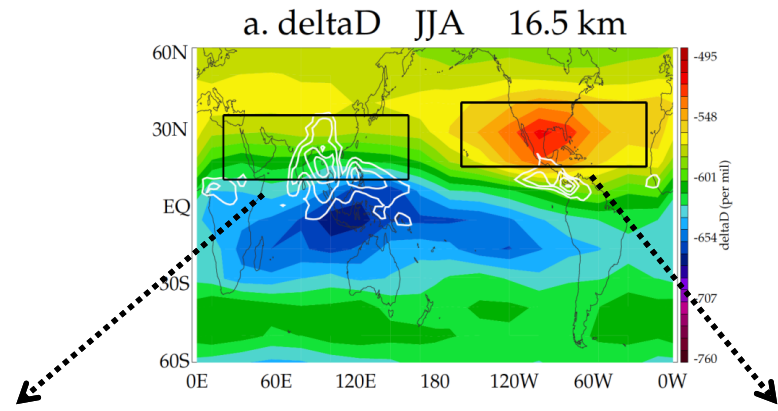 a. deltaD JJA 16.5 km
60N
30N
EQ
30S
60S
0E 60E 120E 180 120W 60W 0W
-495
-548
-601
-654
-707
-760
deltaD (per mil)